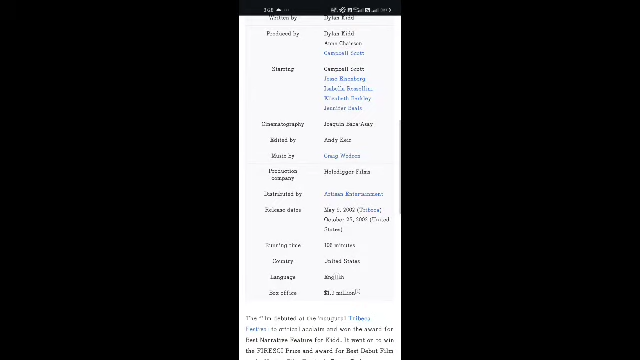 Written by Dylan Kidd
Produced by Dylan Kidd
Anne Chaisson
Campbell Scott
Starring Campbell Scott
Jesse Eisenberg
Isabella Rossellini
Elizabeth Berkley
Jennifer Beals
Cinematography Joaquin Baca-Asay
Edited by Andy Keir
Music by Craig Wedren
Production
company Holedigger Films
Distributed by Artisan Entertainment
Release dates May 9, 2002 (Tribeca)
October 25, 2002 (United
States)
Running time 106 minutes
Country United States
Language English
Box office million
The film debuted at the inaugural Tribeca
Festival to critical acclaim and won the award for
Best Narrative Feature for Kidd. It went on to win
the FIPRESCI Prize and award for Best Debut Film